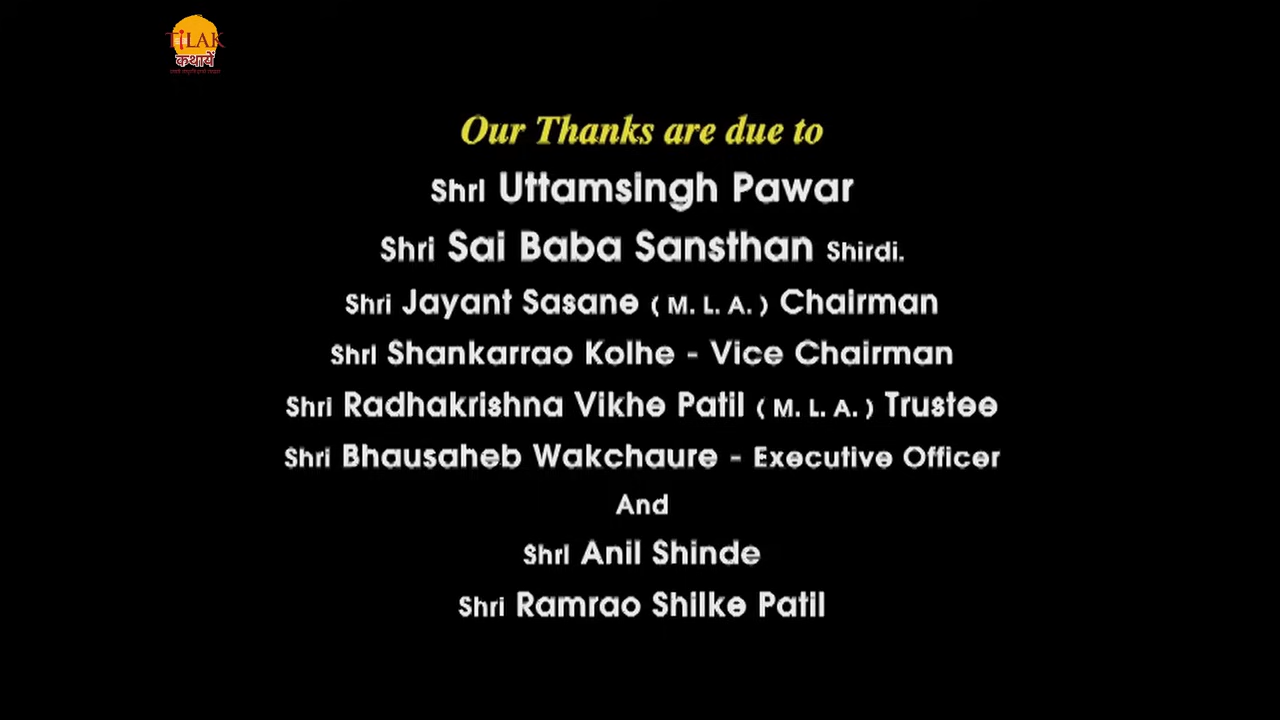 TiLAK
कथायें
Our Thanks are due to
Shri Uttamsingh Pawar
Shri Sai Baba Sansthan Shirdi.
Shri Jayant Sasane ( M. L. A. ) Chairman
Shri Shankarrao Kolhe - Vice Chairman
Shri Radhakrishna Vikhe Patil ( M. L. A. ) Trustee
Shri Bhausaheb Wakchaure - Executive Officer
And
Shri Anil Shinde
Shri Ramrao Shilke Patil